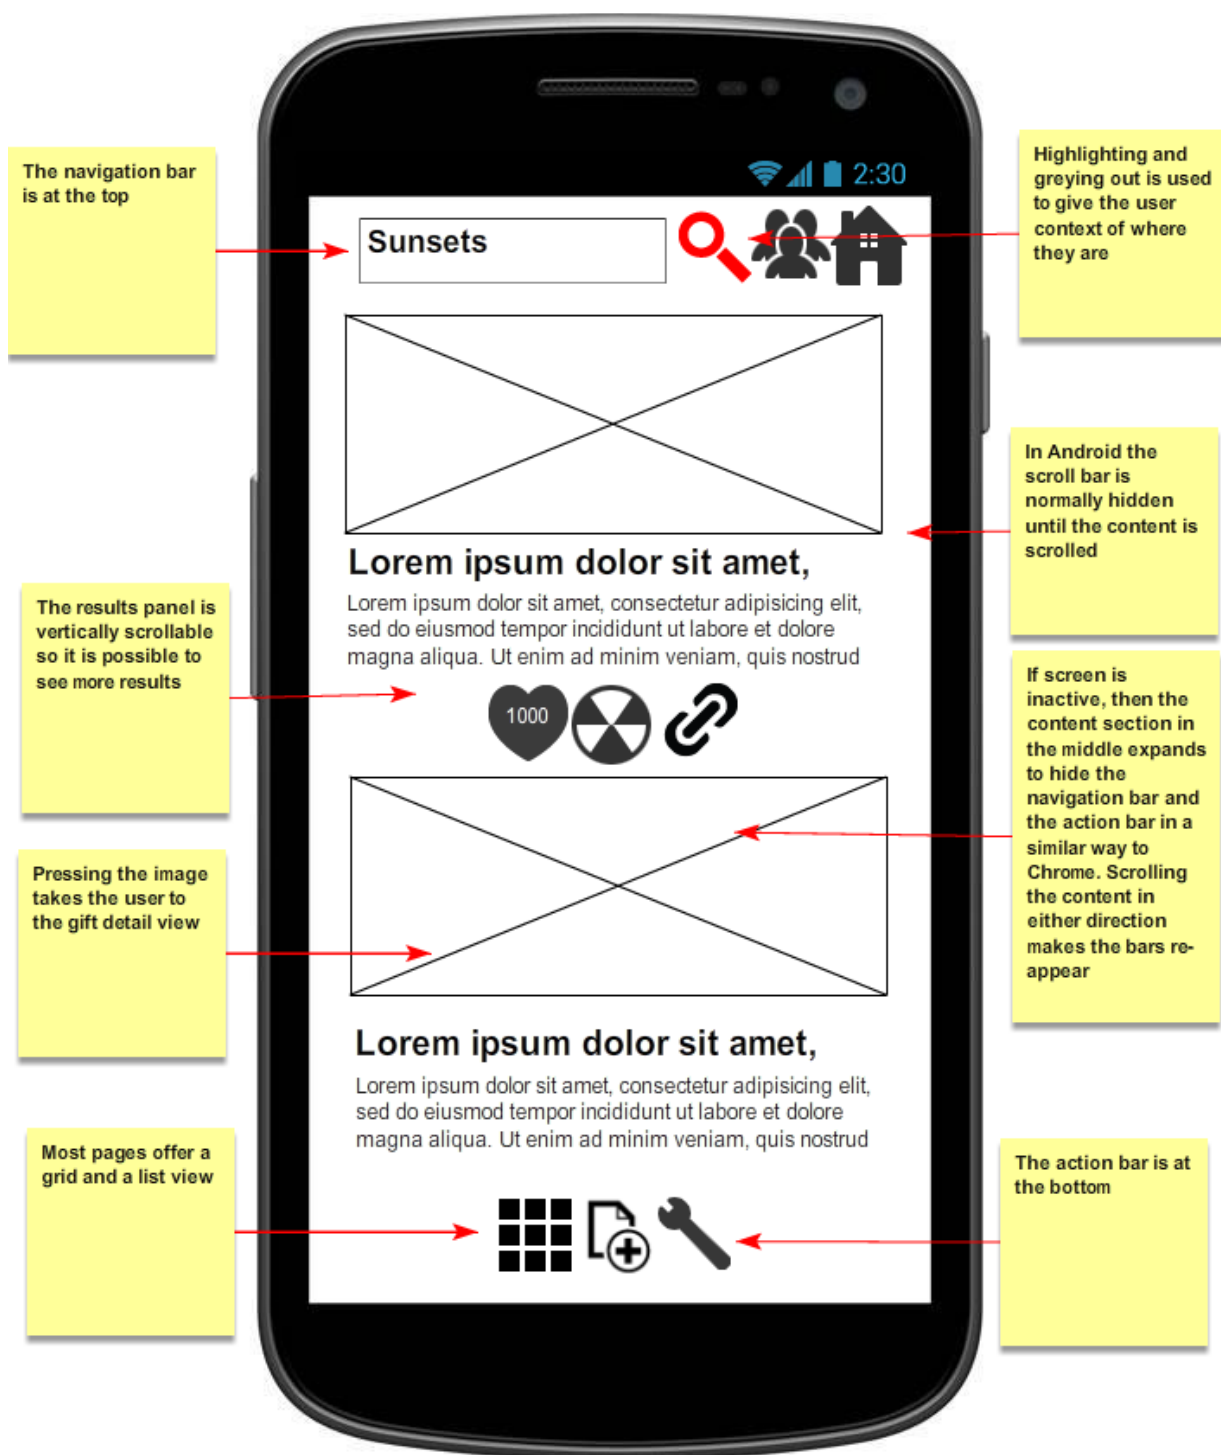 The navigation bar
is at the top
2:30
Highlighting and
greying out is used
to give the user
context of where
they are
Sunsets
In Android the
scroll bar is
normally hidden
until the content is
scrolled
Lorem ipsum dolor sit amet,
Lorem ipsum dolor sit amet, consectetur adipisicing elit,
sed do eiusmod tempor incididunt ut labore et dolore
magna aliqua. Ut enim ad minim veniam, quis nostrud
The results panel is
vertically scrollable
so it is possible to
see more results
1000
If screen is
inactive, then the
content section in
the middle expands
to hide the
navigation bar and
the action bar in a
similar way to
Chrome. Scrolling
the content in
either direction
makes the bars re-
appear
Pressing the image
takes the user to
the gift detail view
Lorem ipsum dolor sit amet,
Lorem ipsum dolor sit amet, consectetur adipisicing elit,
sed do eiusmod tempor incididunt ut labore et dolore
magna aliqua. Ut enim ad minim veniam, quis nostrud
Most pages offer a
grid and a list view
The action bar is at
the bottom